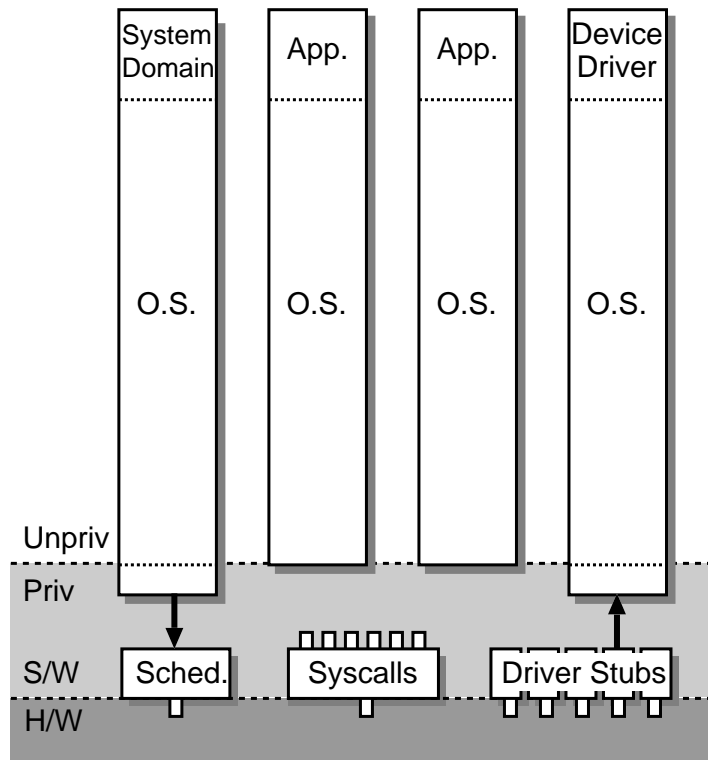 System
Domain
App.
App.
Device
Driver
O.S.
O.S.
O.S.
O.S.
Unpriv
Priv
S/W
Sched.
Syscalls
Driver Stubs
H/W